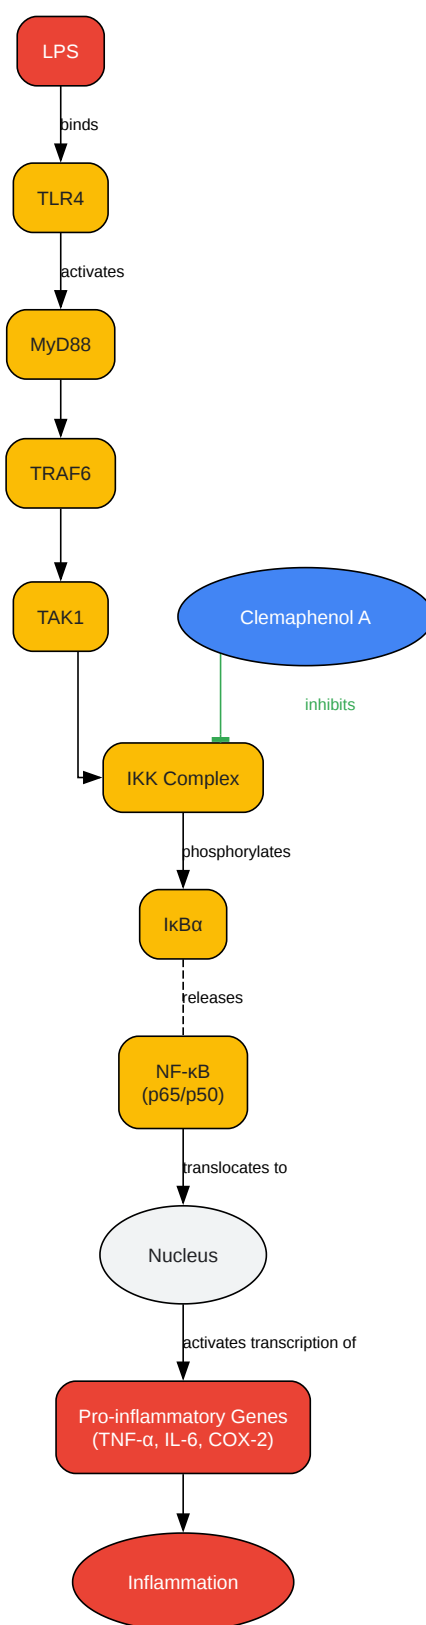 LPS
binds
TLR4
activates
MyD88
TRAF6
TAK1
Clemaphenol A
inhibits
IKK Complex
phosphorylates
IκBα
releases
NF-κB
(p65/p50)
translocates to
Nucleus
activates transcription of
Pro-inflammatory Genes
(TNF-α, IL-6, COX-2)
Inflammation